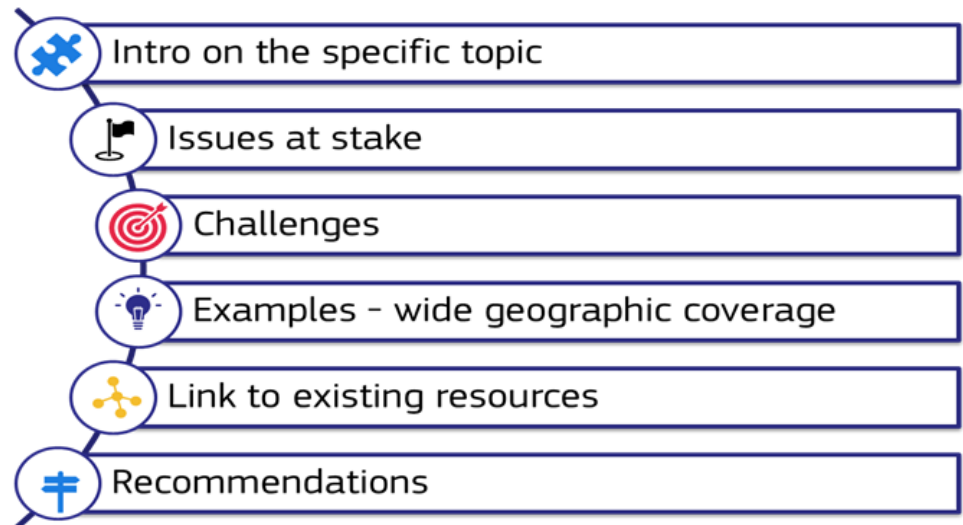 Intro on the specific topic
Issues at stake
Challenges
Examples - wide geographic coverage
Link to existing resources
Recommendations